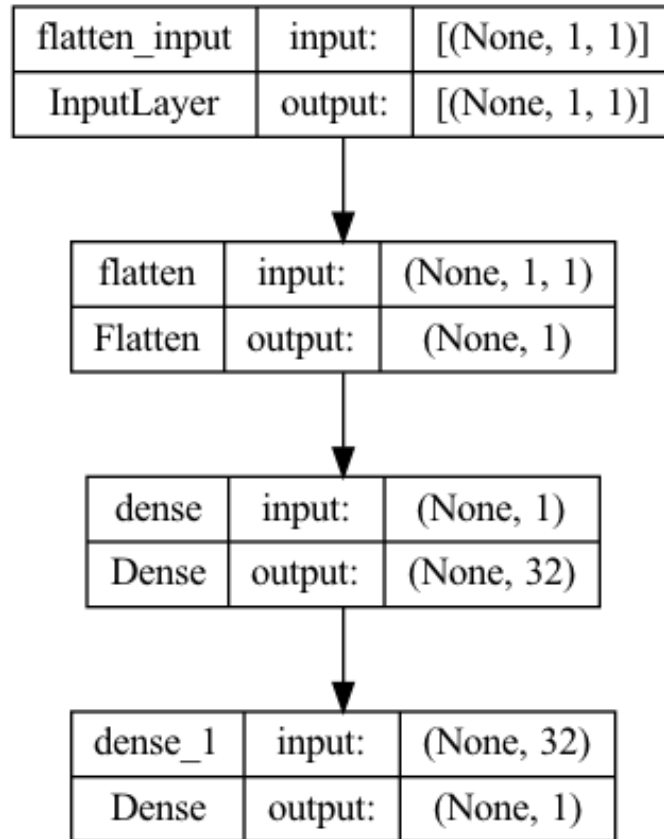 flatten_input input: [(None, 1, 1)]
InputLayer output: [(None, 1, 1)]
flatten input: (None, 1, 1)
Flatten output: (None, 1)
dense input: (None, 1)
Dense output: (None, 32)
dense_1 input: (None, 32)
Dense output: (None, 1)